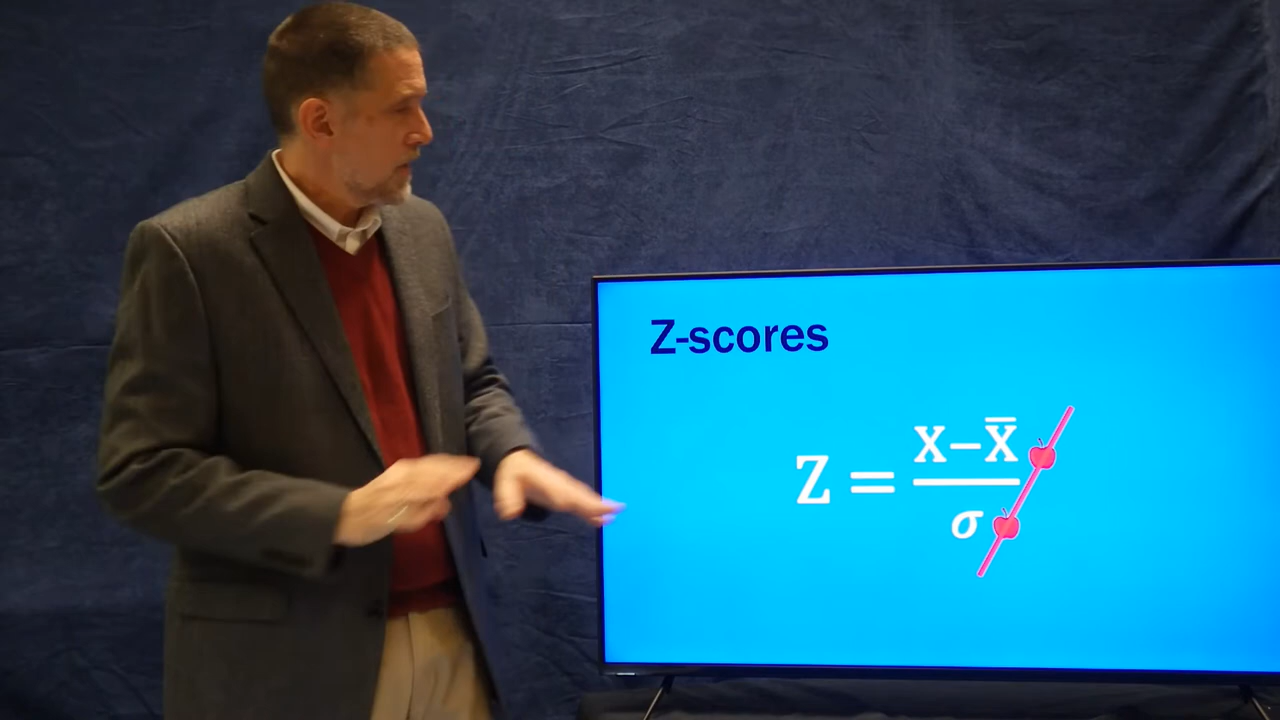 Z-scores
Z = (X−X̅)/σ